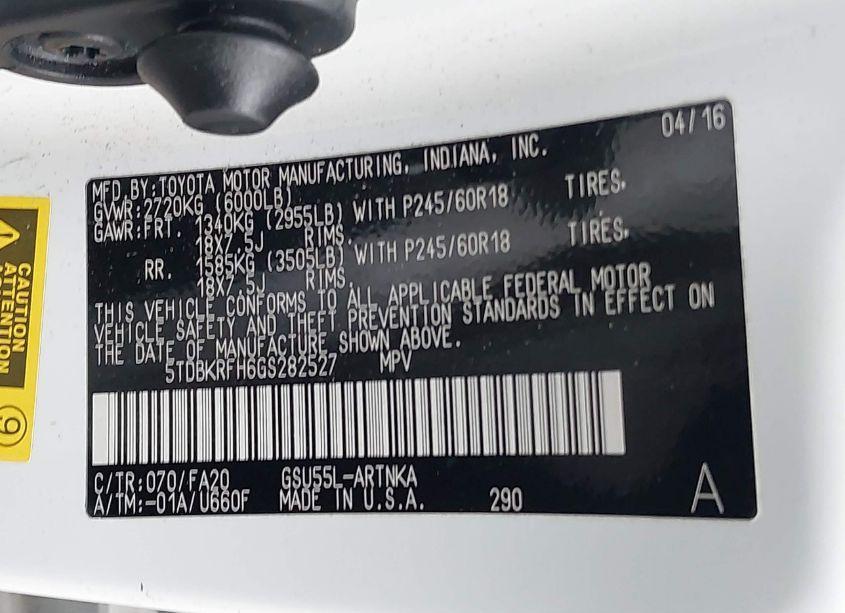 04/16
MFD.BY:TOYOTA MOTOR MANUFACTURING, INDIANA, INC.
GVWR:2720KG (6000LB)
GAWR:FRT. 1340KG (2955LB) WITH P245/60R18 TIRES,
18X7.5J RIMS.
RR. 1585KG (3505LB) WITH P245/60R18 TIRES,
18X7.5J RIMS.
THIS VEHICLE CONFORMS TO ALL APPLICABLE FEDERAL MOTOR
VEHICLE SAFETY AND THEFT PREVENTION STANDARDS IN EFFECT ON
THE DATE OF MANUFACTURE SHOWN ABOVE.
5TDBKRFH6GS282527 MPV
C/TR:070/FA20 GSU55L-ARTNKA
A/TM:-01A/U660F MADE IN U.S.A. 290
A
CAUTION
ATTENTION
9